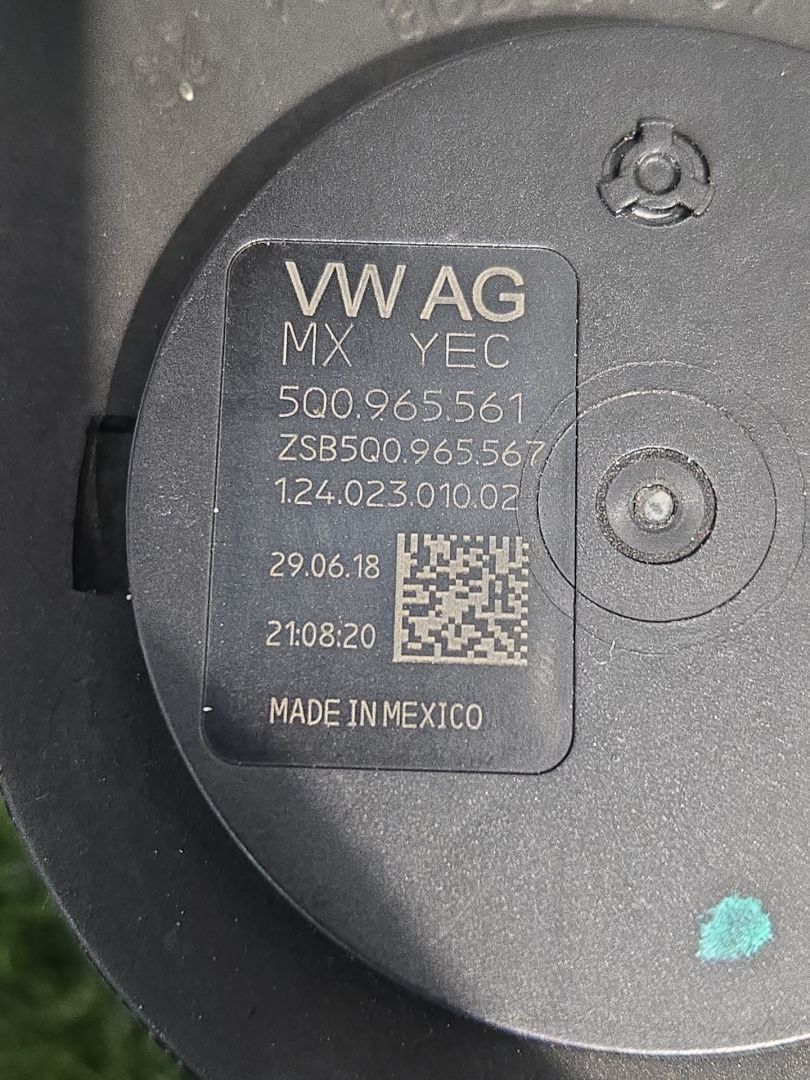 VW AG
MX YEC
5Q0.965.561
ZSB5Q0.965.567
1.24.023.010.02
29.06.18
21:08:20
MADE IN MEXICO